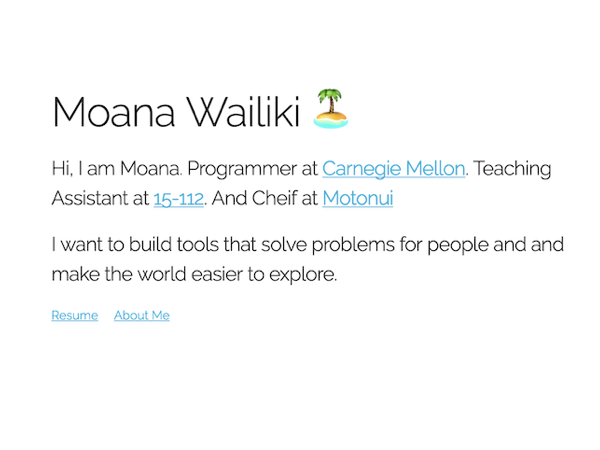 Moana Wailiki 🏝
Hi, I am Moana. Programmer at Carnegie Mellon. Teaching
Assistant at 15-112. And Cheif at Motonui
I want to build tools that solve problems for people and and
make the world easier to explore.
Resume About Me